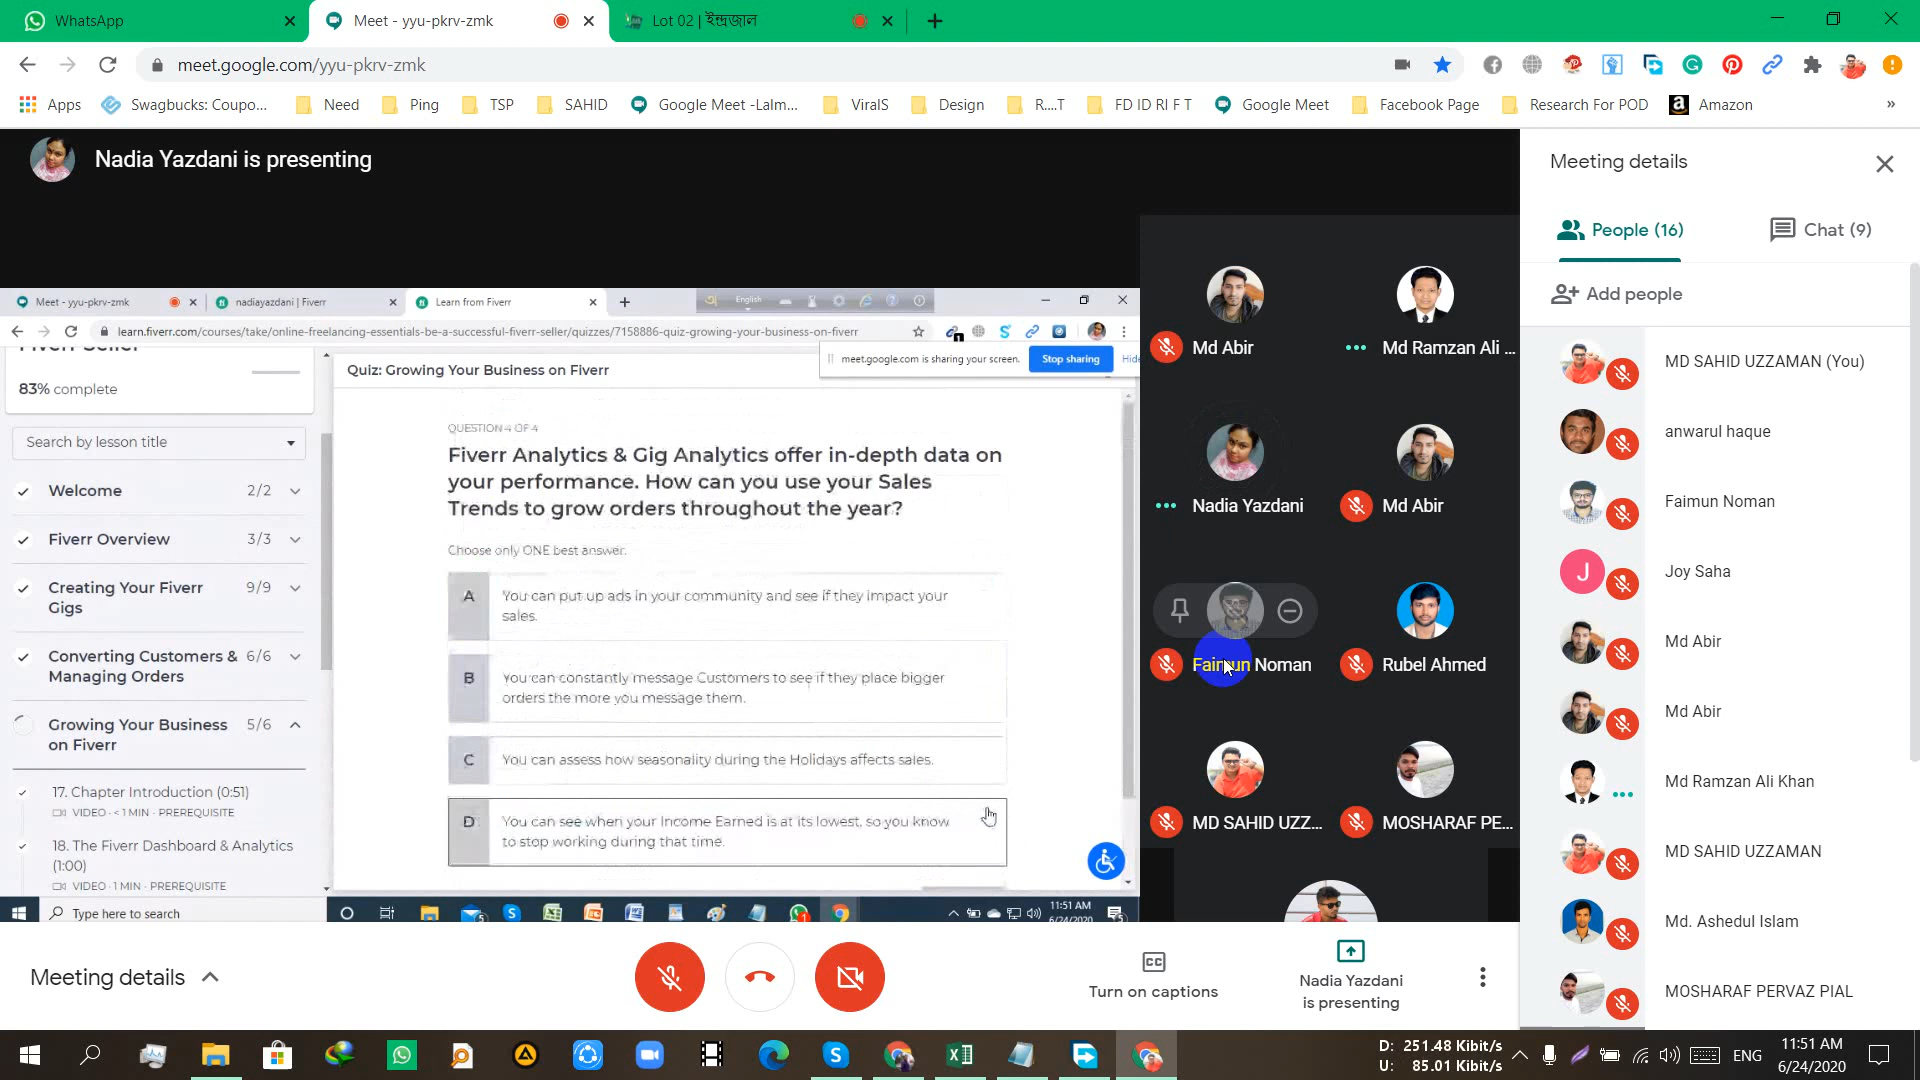 WhatsApp
Meet - yyu-pkrv-zmk
Lot 02 | ইন্দ্রজাল
meet.google.com/yyu-pkrv-zmk
Apps
Swagbucks: Coupo...
Need
Ping
TSP
SAHID
Google Meet -Lalm...
ViralS
Design
R....T
FD ID RI F T
Google Meet
Facebook Page
Research For POD
Amazon
»
Nadia Yazdani is presenting
Meet - yyu-pkrv-zmk
nadiayazdani | Fiverr
Learn from Fiverr
English
learn.fiverr.com/courses/take/online-freelancing-essentials-be-a-successful-fiverr-seller/quizzes/7158886-quiz-growing-your-business-on-fiverr
meet.google.com is sharing your screen.
Stop sharing
Hide
83% complete
Search by lesson title
Welcome 2/2
Fiverr Overview 3/3
Creating Your Fiverr 9/9
Gigs
Converting Customers & 6/6
Managing Orders
Growing Your Business 5/6
on Fiverr
17. Chapter Introduction (0:51)
VIDEO · < 1 MIN · PREREQUISITE
18. The Fiverr Dashboard & Analytics
(1:00)
VIDEO · 1 MIN · PREREQUISITE
Quiz: Growing Your Business on Fiverr
QUESTION 4 OF 4
Fiverr Analytics & Gig Analytics offer in-depth data on
your performance. How can you use your Sales
Trends to grow orders throughout the year?
Choose only ONE best answer.
A You can put up ads in your community and see if they impact your
sales.
B You can constantly message Customers to see if they place bigger
orders the more you message them.
C You can assess how seasonality during the Holidays affects sales.
D You can see when your Income Earned is at its lowest, so you know
to stop working during that time.
Type here to search
11:51 AM
6/24/2020
Md Abir
Md Ramzan Ali ...
Nadia Yazdani
Md Abir
Faimun Noman
Rubel Ahmed
MD SAHID UZZ...
MOSHARAF PE...
Meeting details
People (16)
Chat (9)
Add people
MD SAHID UZZAMAN (You)
anwarul haque
Faimun Noman
J
Joy Saha
Md Abir
Md Abir
Md Ramzan Ali Khan
MD SAHID UZZAMAN
Md. Ashedul Islam
MOSHARAF PERVAZ PIAL
Meeting details
Turn on captions
Nadia Yazdani
is presenting
D: 251.48 Kibit/s
U: 85.01 Kibit/s
ENG
11:51 AM
6/24/2020